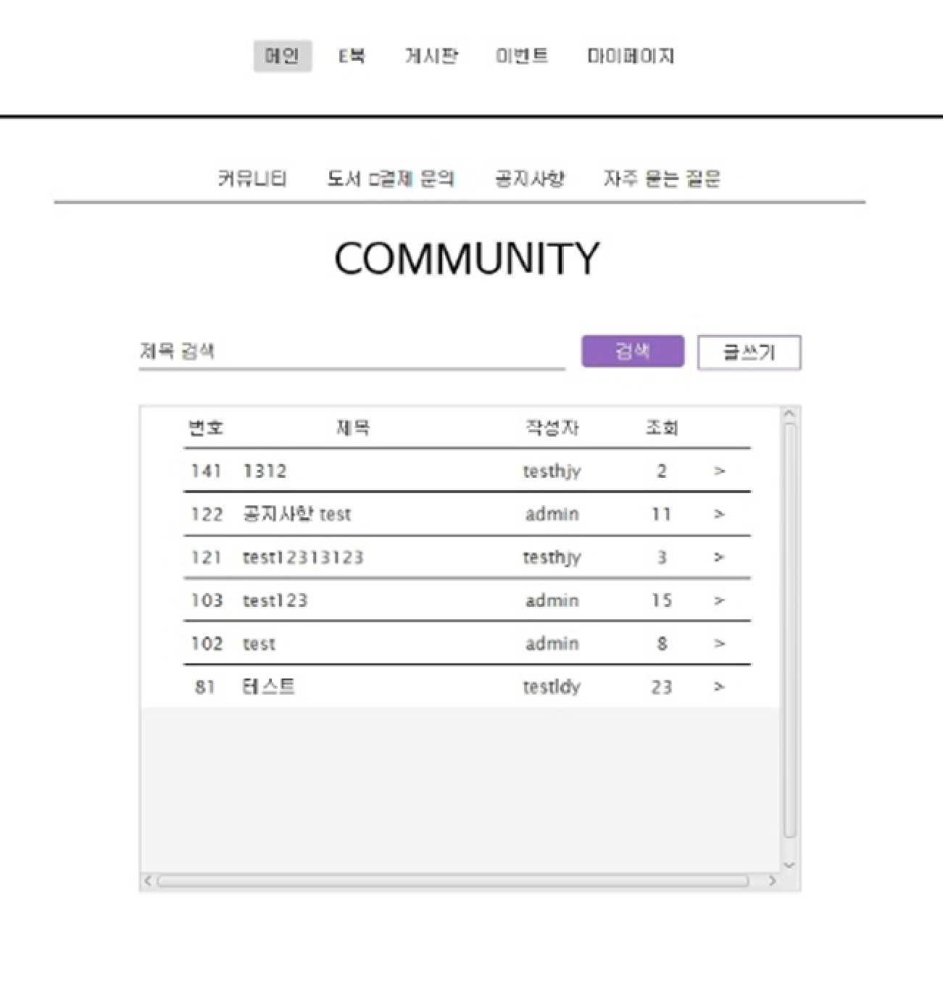 메인 E북 게시판 이벤트 마이페이지
커뮤니티 도서 □결제 문의 공지사항 자주 묻는 질문
COMMUNITY
제목 검색 검색 글쓰기
번호 제목 작성자 조회
141 1312 testhjy 2 >
122 공지사항 test admin 11 >
121 test12313123 testhjy 3 >
103 test123 admin 15 >
102 test admin 8 >
81 테스트 testldy 23 >